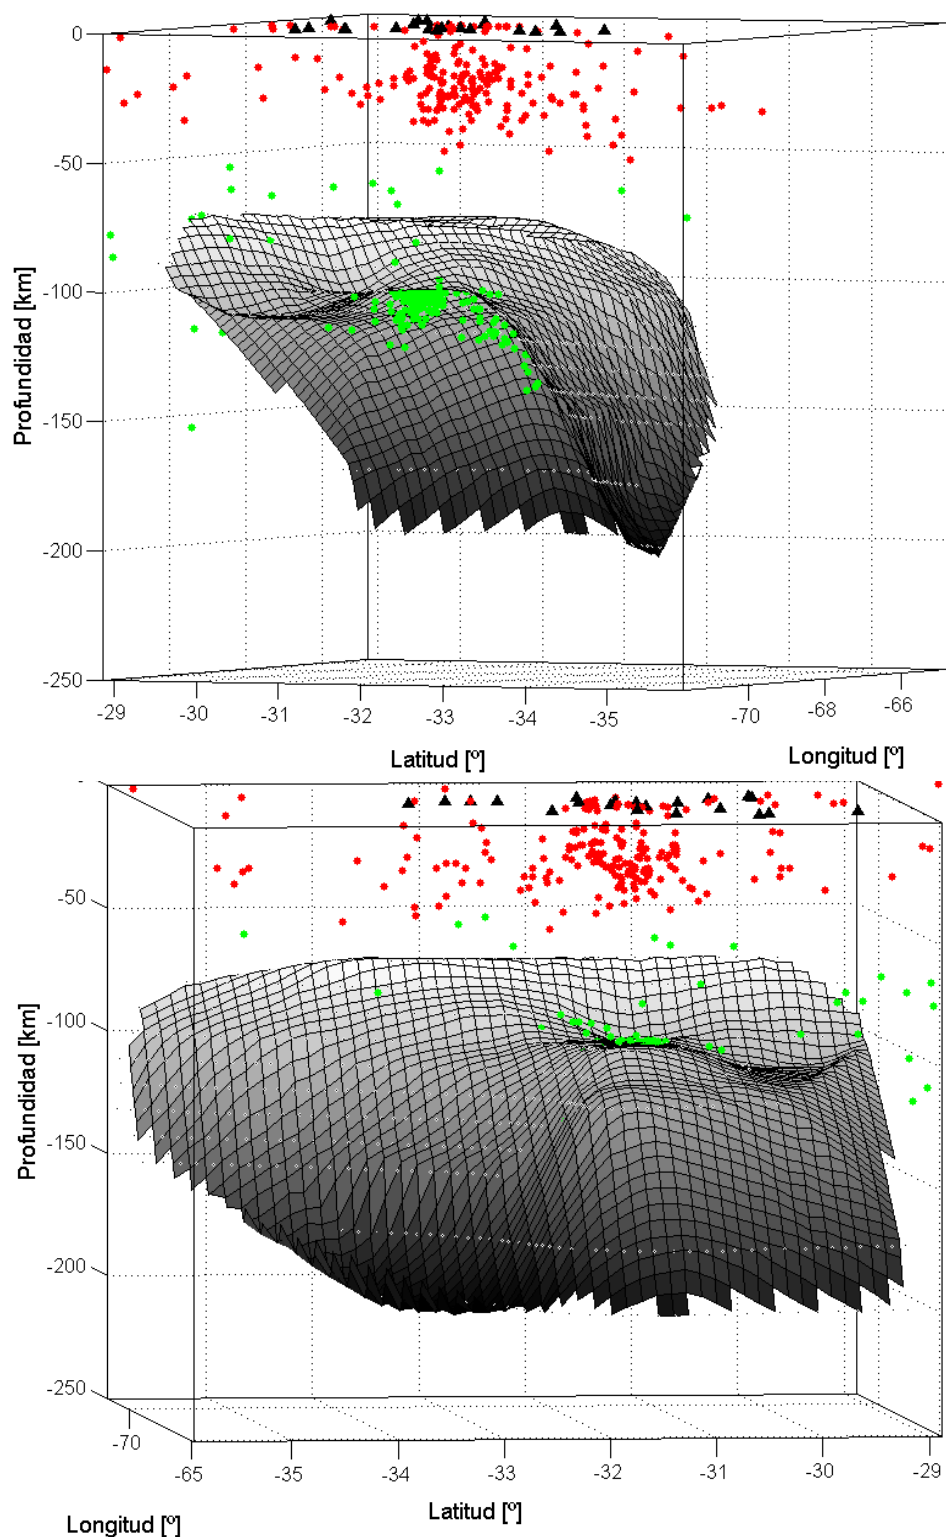 0
-50
-100
-150
-200
-250
Profundidad [km]
-29 -30 -31 -32 -33 -34 -35 -70 -68 -66
Latitud [º] Longitud [º]
-50
-100
-150
-200
-250
Profundidad [km]
-70
-65 -35 -34 -33 -32 -31 -30 -29
Latitud [º]
Longitud [º]